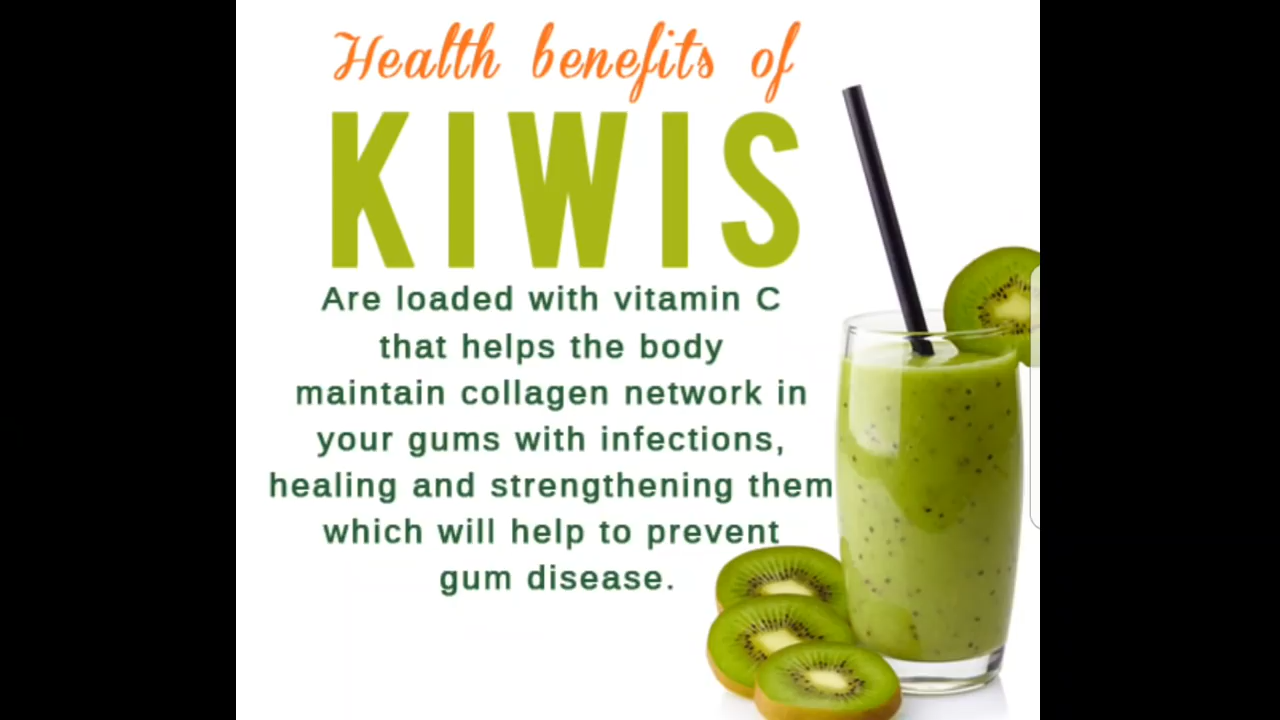 Health benefits of
KIWIS
Are loaded with vitamin C
that helps the body
maintain collagen network in
your gums with infections,
healing and strengthening them
which will help to prevent
gum disease.